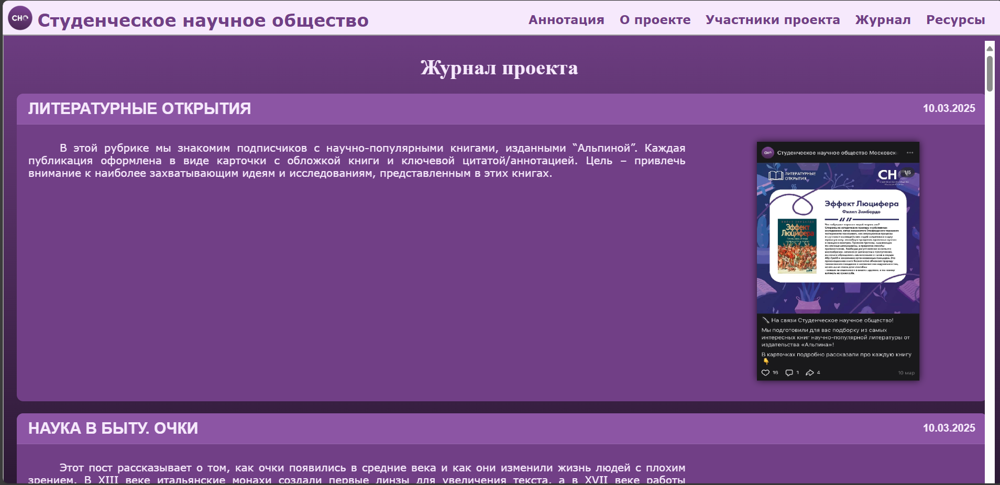 СНО
Студенческое научное общество
Аннотация О проекте Участники проекта Журнал Ресурсы
Журнал проекта
ЛИТЕРАТУРНЫЕ ОТКРЫТИЯ
10.03.2025
В этой рубрике мы знакомим подписчиков с научно-популярными книгами, изданными “Альпиной”. Каждая
публикация оформлена в виде карточки с обложкой книги и ключевой цитатой/аннотацией. Цель – привлечь
внимание к наиболее захватывающим идеям и исследованиям, представленным в этих книгах.
СНО
Студенческое научное общество Московск
ЛИТЕРАТУРНЫЕ
ОТКРЫТИЯ
СН
1/5
Эффект Люцифера
Филип Зимбардо
Эффект
Люцифера
На связи Студенческое научное общество!
Мы подготовили для вас подборку из самых
интересных книг научно-популярной литературы от
издательства «Альпина»!
В карточках подробно рассказали про каждую книгу
👇
16 1 4
10 мар
НАУКА В БЫТУ. ОЧКИ
10.03.2025
Этот пост рассказывает о том, как очки появились в средние века и как они изменили жизнь людей с плохим
зрением. В XIII веке итальянские монахи создали первые линзы для увеличения текста, а в XVII веке работы